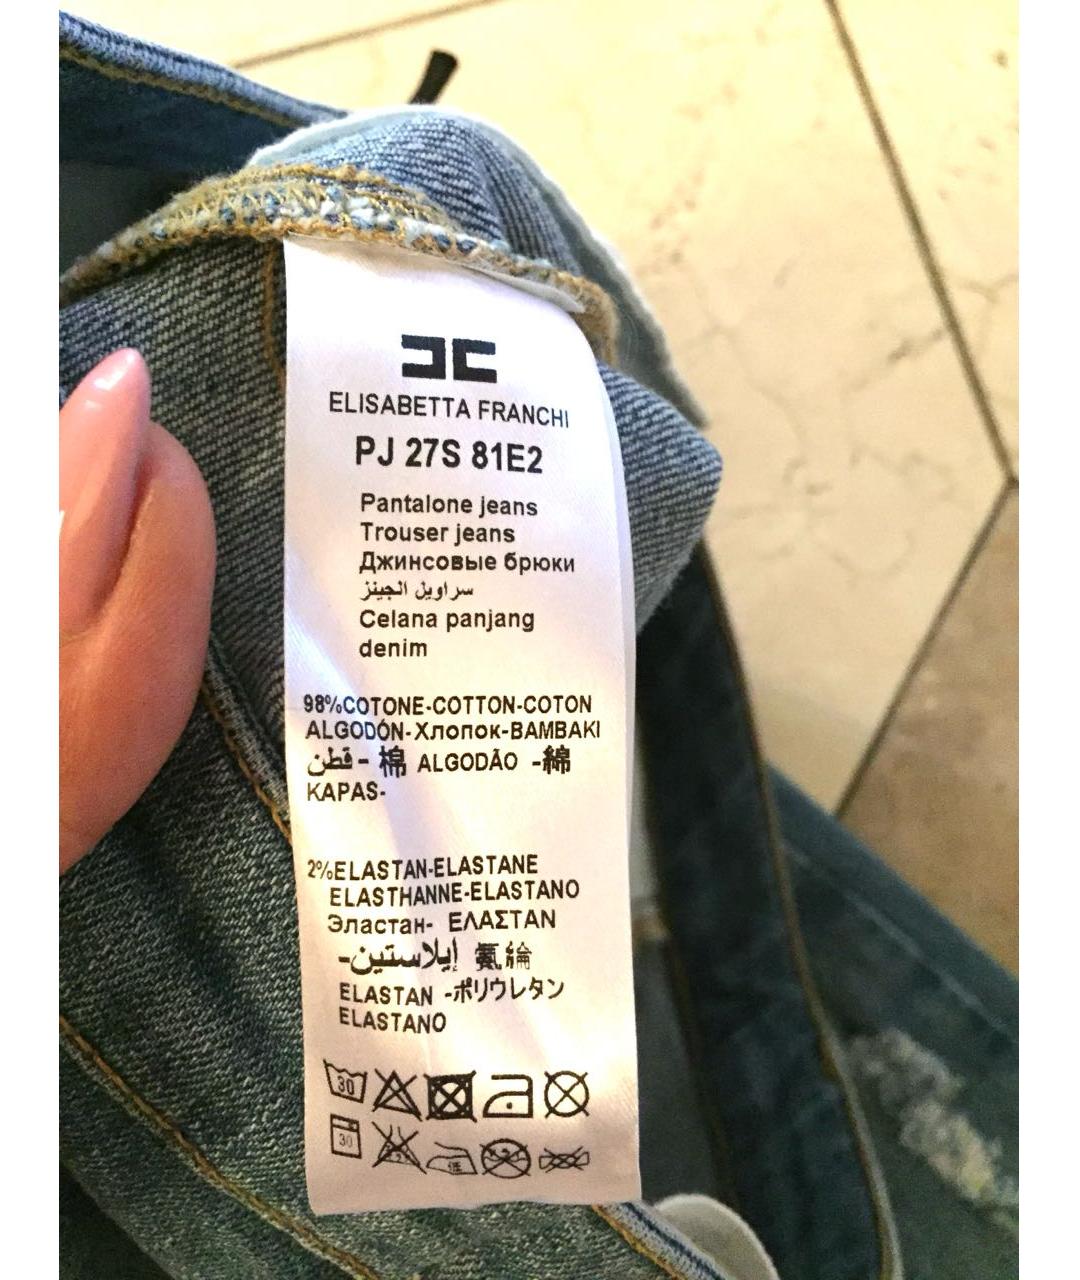 ELISABETTA FRANCHI
PJ 27S 81E2
Pantalone jeans
Trouser jeans
Джинсовые брюки
سراويل الجينز
Celana panjang
denim
98%COTONE-COTTON-COTON
ALGODÓN-Хлопок-BAMBAKI
قطن - 棉 ALGODÃO -綿
KAPAS-
2%ELASTAN-ELASTANE
ELASTHANNE-ELASTANO
Эластан- ΕΛΑΣΤΑΝ
-إيلاستين 氨綸
ELASTAN -ポリウレタン
ELASTANO
30
30
低